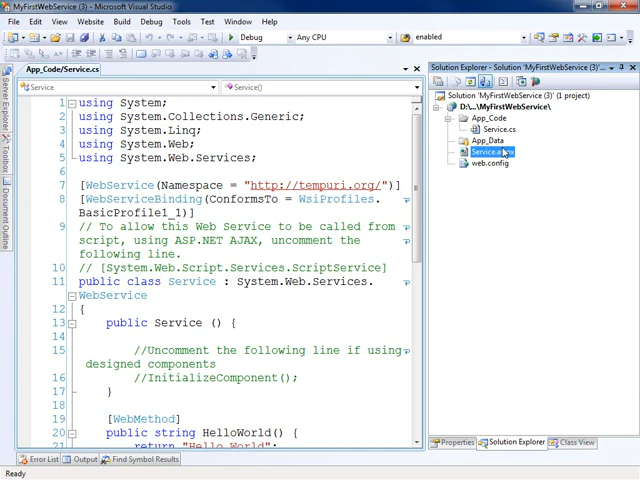 MyFirstWebService (3) - Microsoft Visual Studio
File Edit View Website Build Debug Tools Test Window Help
Debug Any CPU enabled
App_Code/Service.cs
Service Service()
1 using System;
2 using System.Collections.Generic;
3 using System.Linq;
4 using System.Web;
5 using System.Web.Services;
6
7 [WebService(Namespace = "http://tempuri.org/")]
8 [WebServiceBinding(ConformsTo = WsiProfiles.
BasicProfile1_1)]
9 // To allow this Web Service to be called from
script, using ASP.NET AJAX, uncomment the
following line.
10 // [System.Web.Script.Services.ScriptService]
11 public class Service : System.Web.Services.
WebService
12 {
13 public Service () {
14
15 //Uncomment the following line if using
designed components
16 //InitializeComponent();
17 }
18
19 [WebMethod]
20 public string HelloWorld() {
21 return "Hello World";
Server Explorer
Toolbox
Document Outline
Solution Explorer - Solution 'MyFirstWebService (3)...
Solution 'MyFirstWebService (3)' (1 project)
D:\...\MyFirstWebService\
App_Code
Service.cs
App_Data
Service.asmx
web.config
Properties Solution Explorer Class View
Error List Output Find Symbol Results
Ready